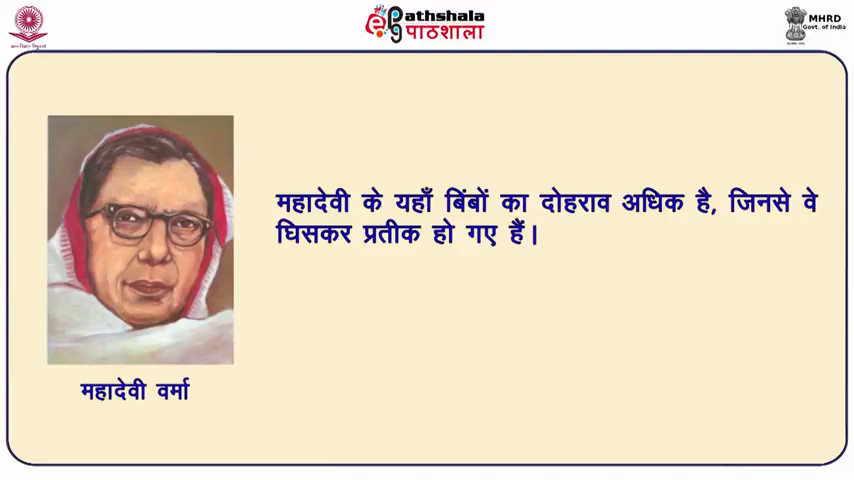 ePathshala
पाठशाला
MHRD
Govt. of India
महादेवी के यहाँ बिंबों का दोहराव अधिक है, जिनसे वे
घिसकर प्रतीक हो गए हैं।
महादेवी वर्मा